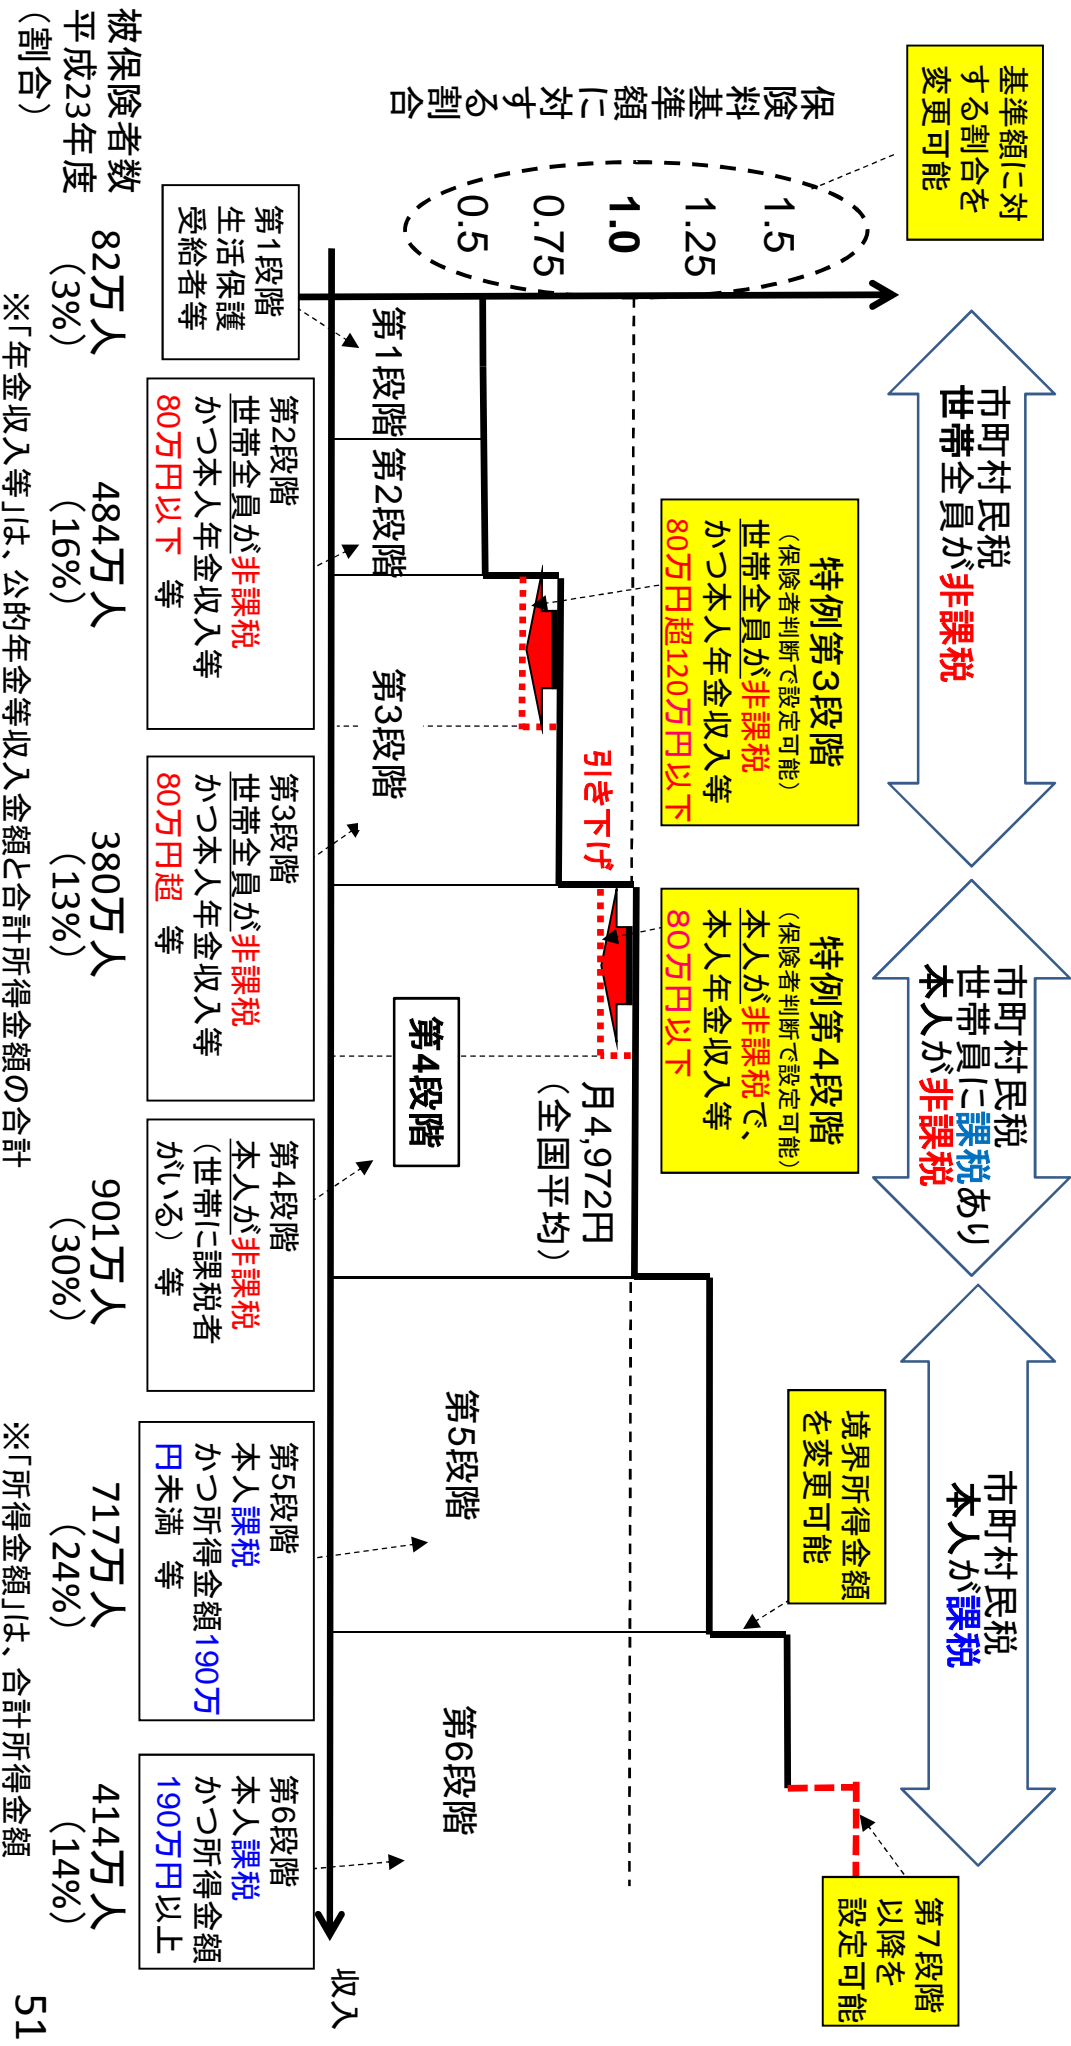 市町村民税
世帯全員が非課税
市町村民税
世帯員に課税あり
本人が非課税
市町村民税
本人が課税
基準額に対
する割合を
変更可能
保険料基準額に対する割合
1.5
1.25
1.0
0.75
0.5
特例第3段階
（保険者判断で設定可能）
世帯全員が非課税
かつ本人年金収入等
80万円超120万円以下
特例第4段階
（保険者判断で設定可能）
本人が非課税で、
本人年金収入等
80万円以下
境界所得金額
を変更可能
第7段階
以降を
設定可能
引き下げ
月4,972円
（全国平均）
第1段階
第2段階
第3段階
第4段階
第5段階
第6段階
収入
第1段階
生活保護
受給者等
第2段階
世帯全員が非課税
かつ本人年金収入等
80万円以下 等
第3段階
世帯全員が非課税
かつ本人年金収入等
80万円超 等
第4段階
本人が非課税
（世帯に課税者
がいる） 等
第5段階
本人課税
かつ所得金額190万
円未満 等
第6段階
本人課税
かつ所得金額
190万円以上
被保険者数
平成23年度
（割合）
82万人
（3%）
484万人
（16%）
380万人
（13%）
901万人
（30%）
717万人
（24%）
414万人
（14%）
※「年金収入等」は、公的年金等収入金額と合計所得金額の合計
※「所得金額」は、合計所得金額
51